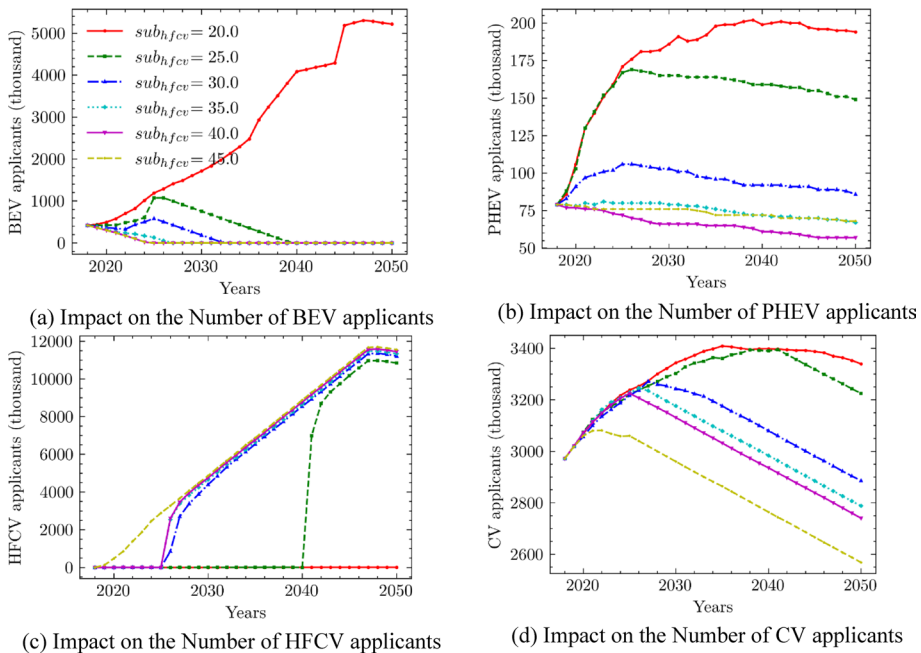 5000
4000
3000
2000
1000
0
BEV applicants (thousand)
sub_hfcv = 20.0
sub_hfcv = 25.0
sub_hfcv = 30.0
sub_hfcv = 35.0
sub_hfcv = 40.0
sub_hfcv = 45.0
2020 2030 2040 2050
Years
(a) Impact on the Number of BEV applicants
200
175
150
125
100
75
50
PHEV applicants (thousand)
2020 2030 2040 2050
Years
(b) Impact on the Number of PHEV applicants
12000
10000
8000
6000
4000
2000
0
HFCV applicants (thousand)
2020 2030 2040 2050
Years
(c) Impact on the Number of HFCV applicants
3400
3200
3000
2800
2600
CV applicants (thousand)
2020 2030 2040 2050
Years
(d) Impact on the Number of CV applicants